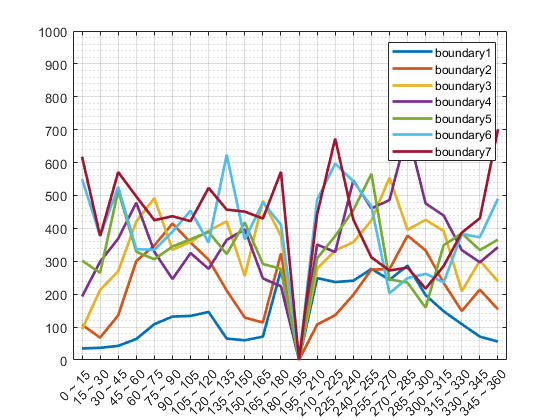 1000
900
800
700
600
500
400
300
200
100
0
boundary1
boundary2
boundary3
boundary4
boundary5
boundary6
boundary7
0 ~ 15
15 ~ 30
30 ~ 45
45 ~ 60
60 ~ 75
75 ~ 90
90 ~ 105
105 ~ 120
120 ~ 135
135 ~ 150
150 ~ 165
165 ~ 180
180 ~ 195
195 ~ 210
210 ~ 225
225 ~ 240
240 ~ 255
255 ~ 270
270 ~ 285
285 ~ 300
300 ~ 315
315 ~ 330
330 ~ 345
345 ~ 360